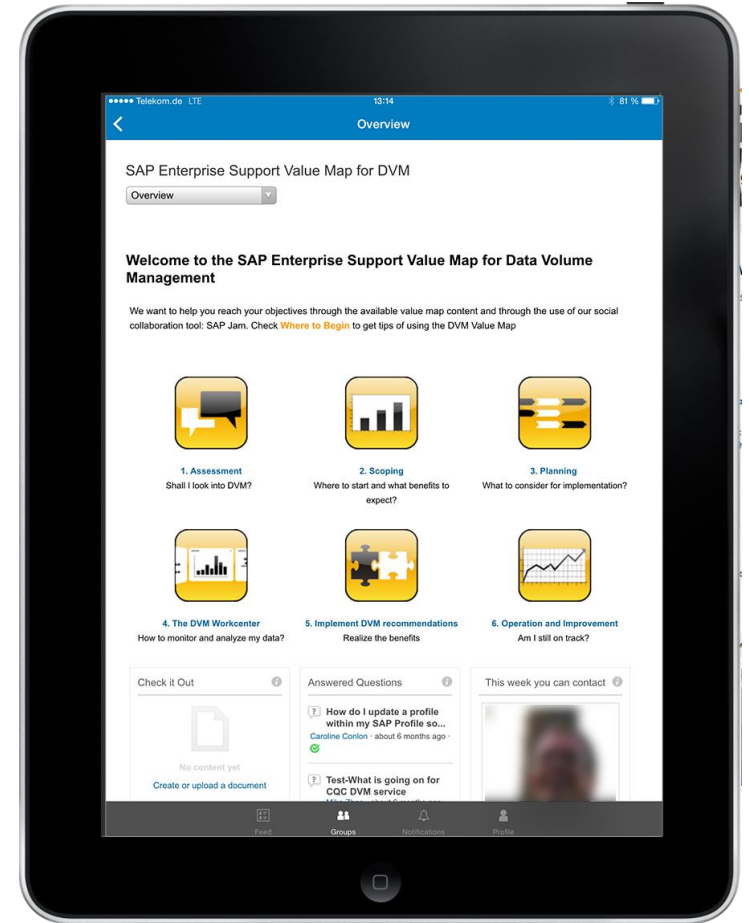 Telekom.de LTE
13:14
81 %
Overview
SAP Enterprise Support Value Map for DVM
Overview
Welcome to the SAP Enterprise Support Value Map for Data Volume
Management
We want to help you reach your objectives through the available value map content and through the use of our social
collaboration tool: SAP Jam. Check Where to Begin to get tips of using the DVM Value Map
1. Assessment
Shall I look into DVM?
2. Scoping
Where to start and what benefits to
expect?
3. Planning
What to consider for implementation?
4. The DVM Workcenter
How to monitor and analyze my data?
5. Implement DVM recommendations
Realize the benefits
6. Operation and Improvement
Am I still on track?
Check it Out
No content yet
Create or upload a document
Answered Questions
How do I update a profile
within my SAP Profile so...
Caroline Conlon · about 6 months ago ·
Test-What is going on for
CQC DVM service
This week you can contact
Feed
Groups
Notifications
Profile